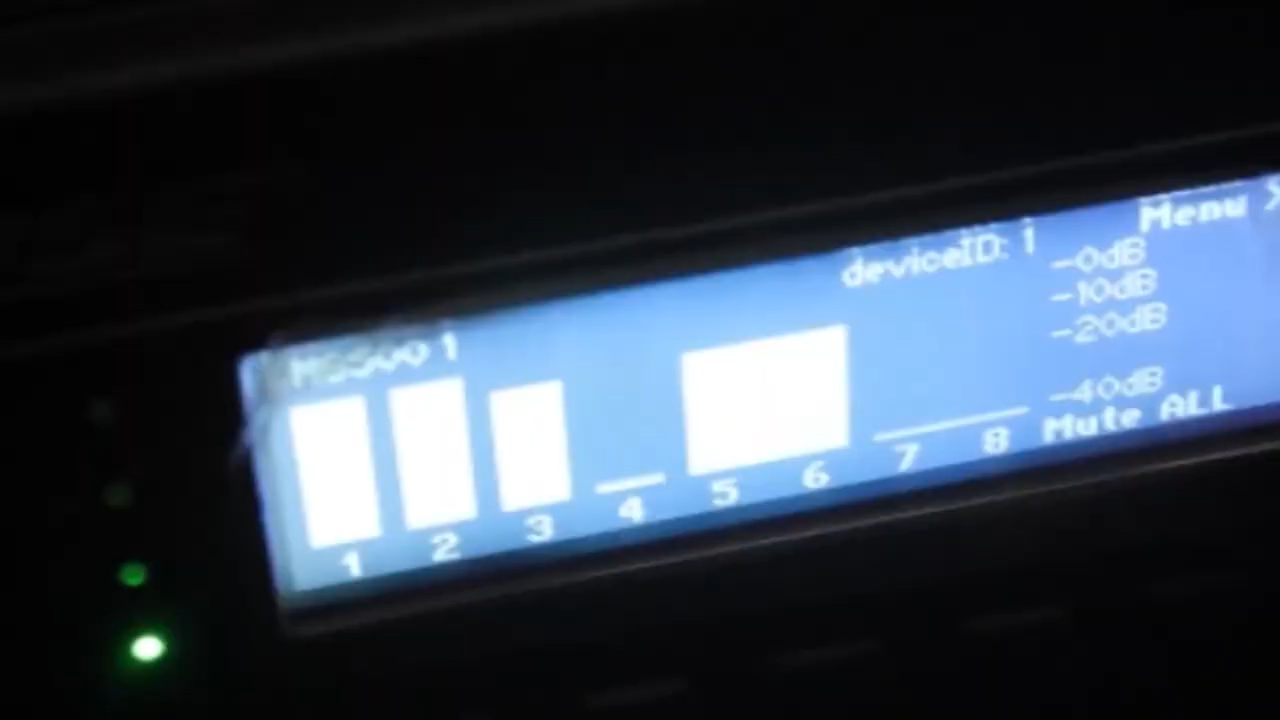 deviceID: 1
Menu
-0dB
-10dB
-20dB
-40dB
Mute ALL
1 2 3 4 5 6 7 8